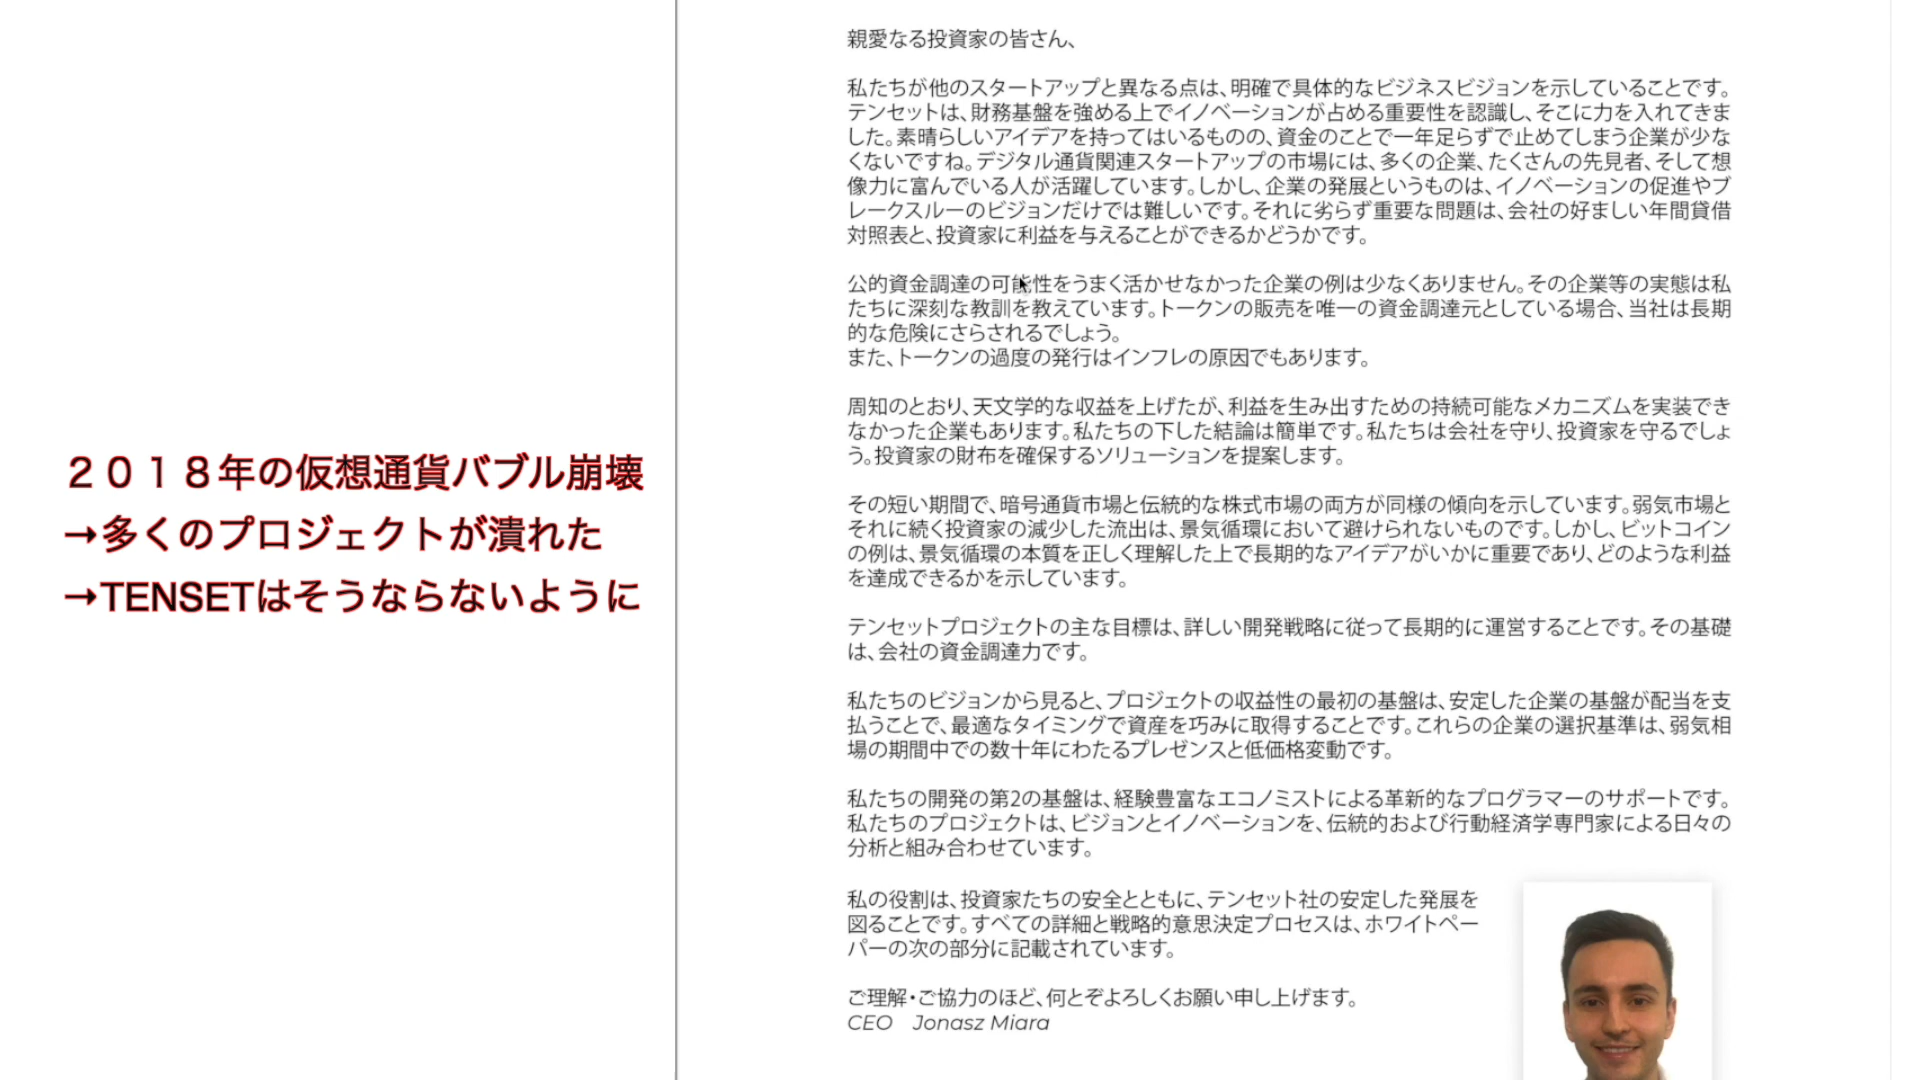 ２０１８年の仮想通貨バブル崩壊
→多くのプロジェクトが潰れた
→TENSETはそうならないように
親愛なる投資家の皆さん、
私たちが他のスタートアップと異なる点は、明確で具体的なビジネスビジョンを示していることです。
テンセットは、財務基盤を強める上でイノベーションが占める重要性を認識し、そこに力を入れてきま
した。素晴らしいアイデアを持ってはいるものの、資金のことで一年足らずで止めてしまう企業が少な
くないですね。デジタル通貨関連スタートアップの市場には、多くの企業、たくさんの先見者、そして想
像力に富んでいる人が活躍しています。しかし、企業の発展というものは、イノベーションの促進やブ
レークスルーのビジョンだけでは難しいです。それに劣らず重要な問題は、会社の好ましい年間貸借
対照表と、投資家に利益を与えることができるかどうかです。
公的資金調達の可能性をうまく活かせなかった企業の例は少なくありません。その企業等の実態は私
たちに深刻な教訓を教えています。トークンの販売を唯一の資金調達元としている場合、当社は長期
的な危険にさらされるでしょう。
また、トークンの過度の発行はインフレの原因でもあります。
周知のとおり、天文学的な収益を上げたが、利益を生み出すための持続可能なメカニズムを実装でき
なかった企業もあります。私たちの下した結論は簡単です。私たちは会社を守り、投資家を守るでしょ
う。投資家の財布を確保するソリューションを提案します。
その短い期間で、暗号通貨市場と伝統的な株式市場の両方が同様の傾向を示しています。弱気市場と
それに続く投資家の減少した流出は、景気循環において避けられないものです。しかし、ビットコイン
の例は、景気循環の本質を正しく理解した上で長期的なアイデアがいかに重要であり、どのような利益
を達成できるかを示しています。
テンセットプロジェクトの主な目標は、詳しい開発戦略に従って長期的に運営することです。その基礎
は、会社の資金調達力です。
私たちのビジョンから見ると、プロジェクトの収益性の最初の基盤は、安定した企業の基盤が配当を支
払うことで、最適なタイミングで資産を巧みに取得することです。これらの企業の選択基準は、弱気相
場の期間中での数十年にわたるプレゼンスと低価格変動です。
私たちの開発の第2の基盤は、経験豊富なエコノミストによる革新的なプログラマーのサポートです。
私たちのプロジェクトは、ビジョンとイノベーションを、伝統的および行動経済学専門家による日々の
分析と組み合わせています。
私の役割は、投資家たちの安全とともに、テンセット社の安定した発展を
図ることです。すべての詳細と戦略的意思決定プロセスは、ホワイトペー
パーの次の部分に記載されています。
ご理解・ご協力のほど、何とぞよろしくお願い申し上げます。
CEO Jonasz Miara